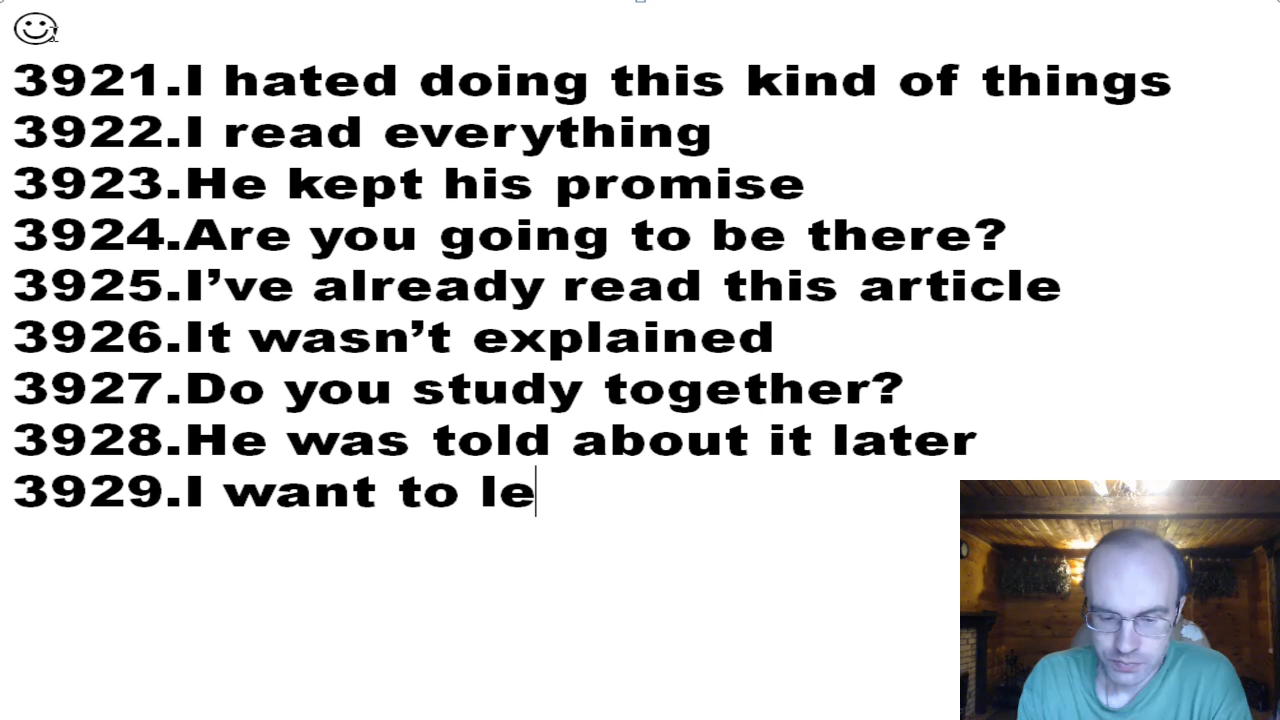 3921.I hated doing this kind of things
3922.I read everything
3923.He kept his promise
3924.Are you going to be there?
3925.I’ve already read this article
3926.It wasn’t explained
3927.Do you study together?
3928.He was told about it later
3929.I want to le